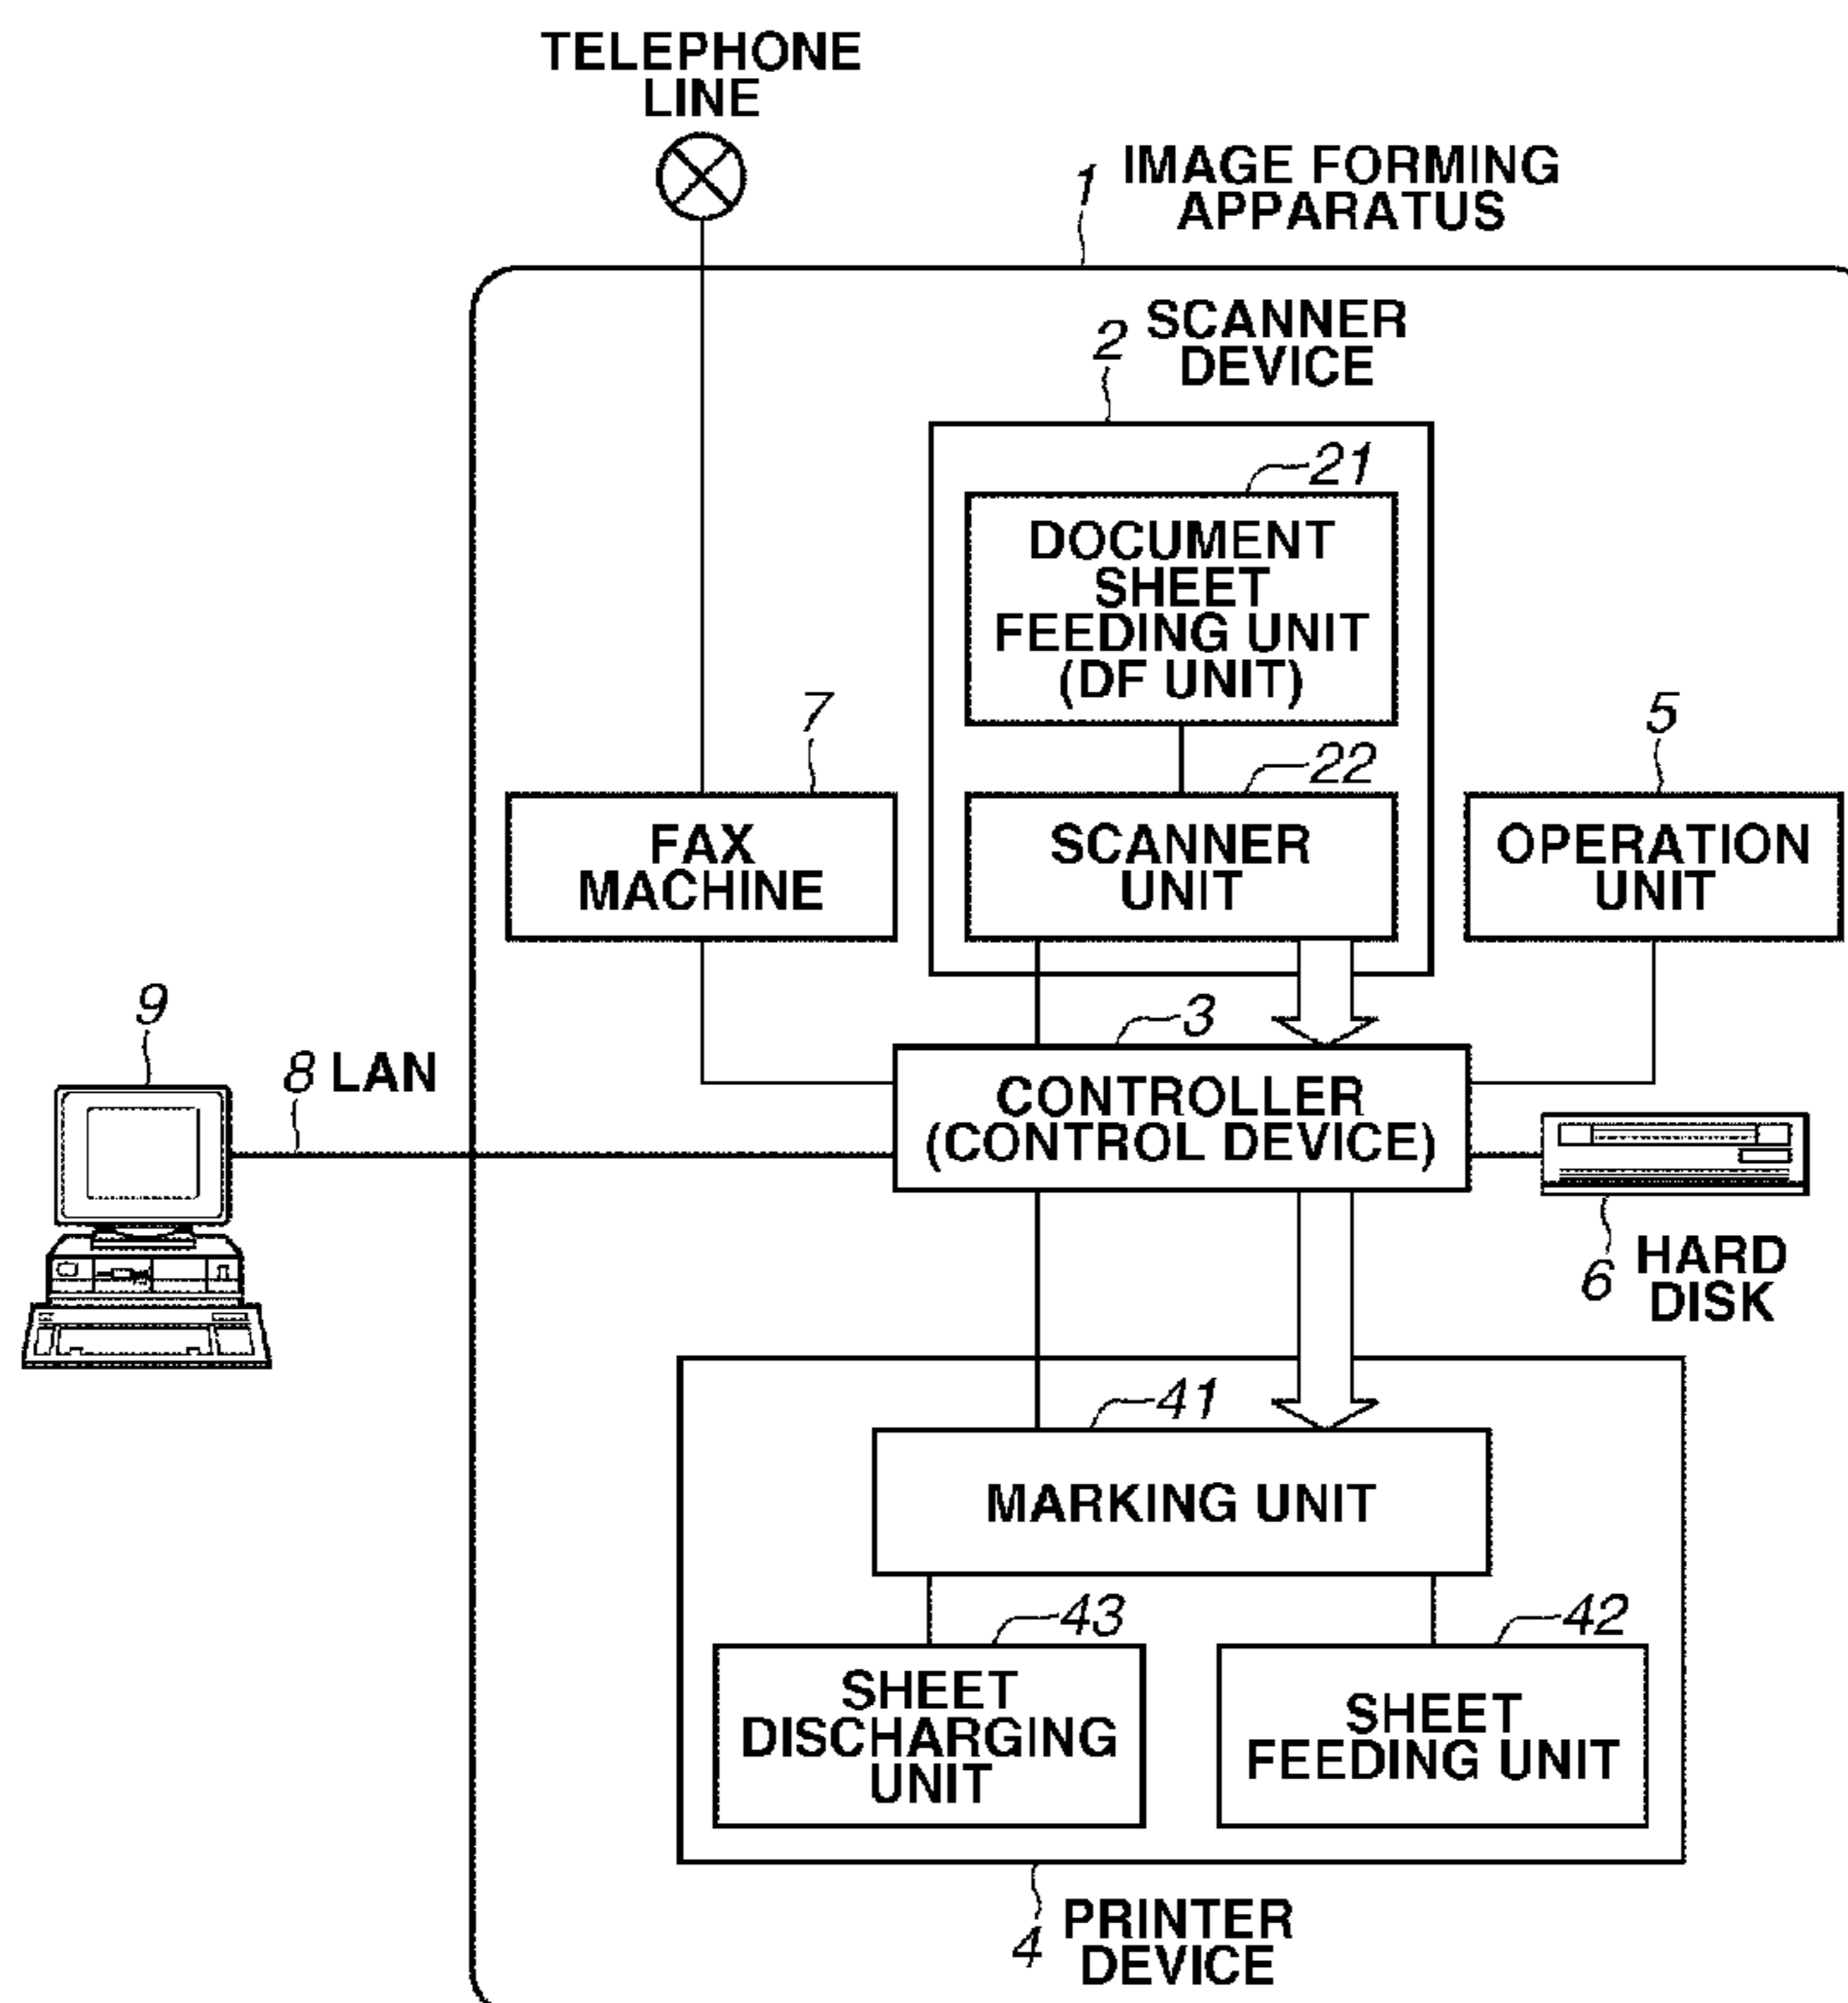 TELEPHONE
LINE
1 IMAGE FORMING
APPARATUS
2 SCANNER
DEVICE
21
DOCUMENT
SHEET
FEEDING UNIT
(DF UNIT)
7
FAX
MACHINE
22
SCANNER
UNIT
5
OPERATION
UNIT
9
8 LAN
3
CONTROLLER
(CONTROL DEVICE)
6 HARD
DISK
41
MARKING UNIT
43
SHEET
DISCHARGING
UNIT
42
SHEET
FEEDING UNIT
4 PRINTER
DEVICE